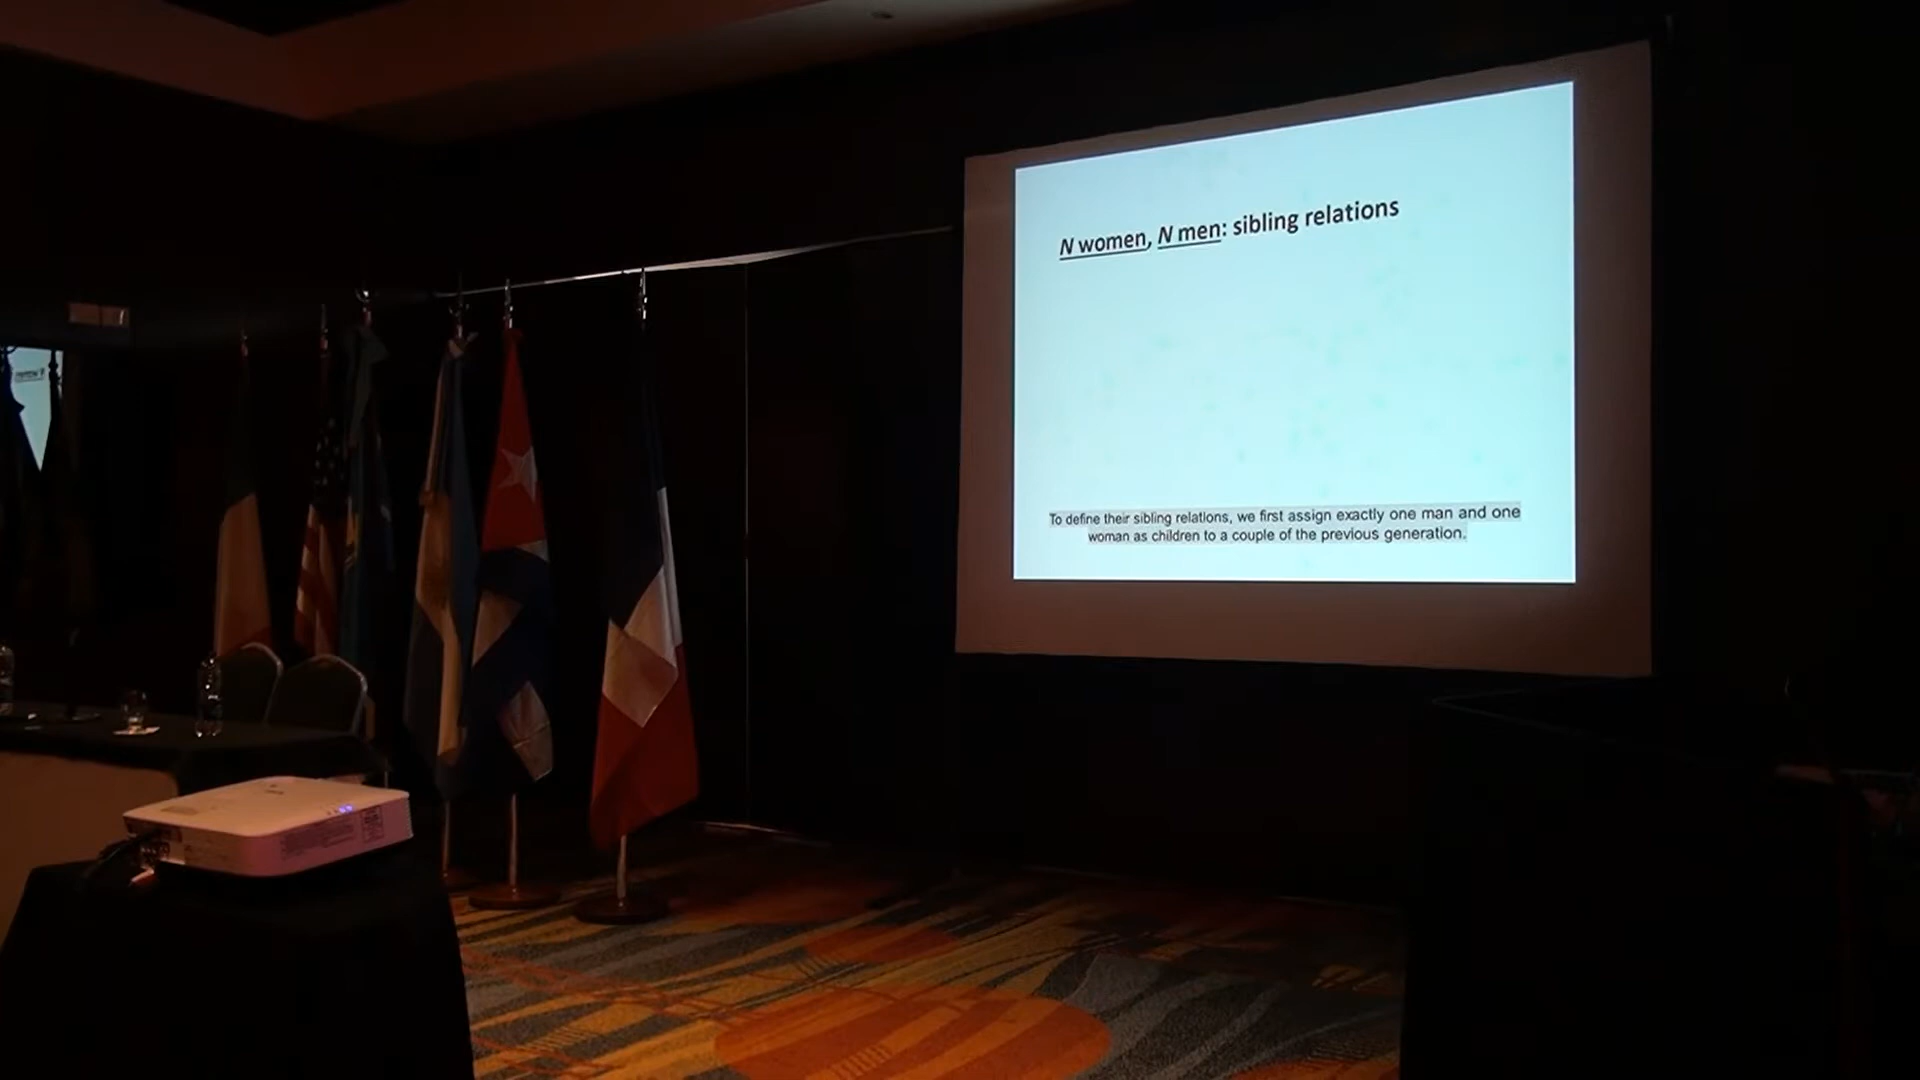 N women, N men: sibling relations
To define their sibling relations, we first assign exactly one man and one
woman as children to a couple of the previous generation.